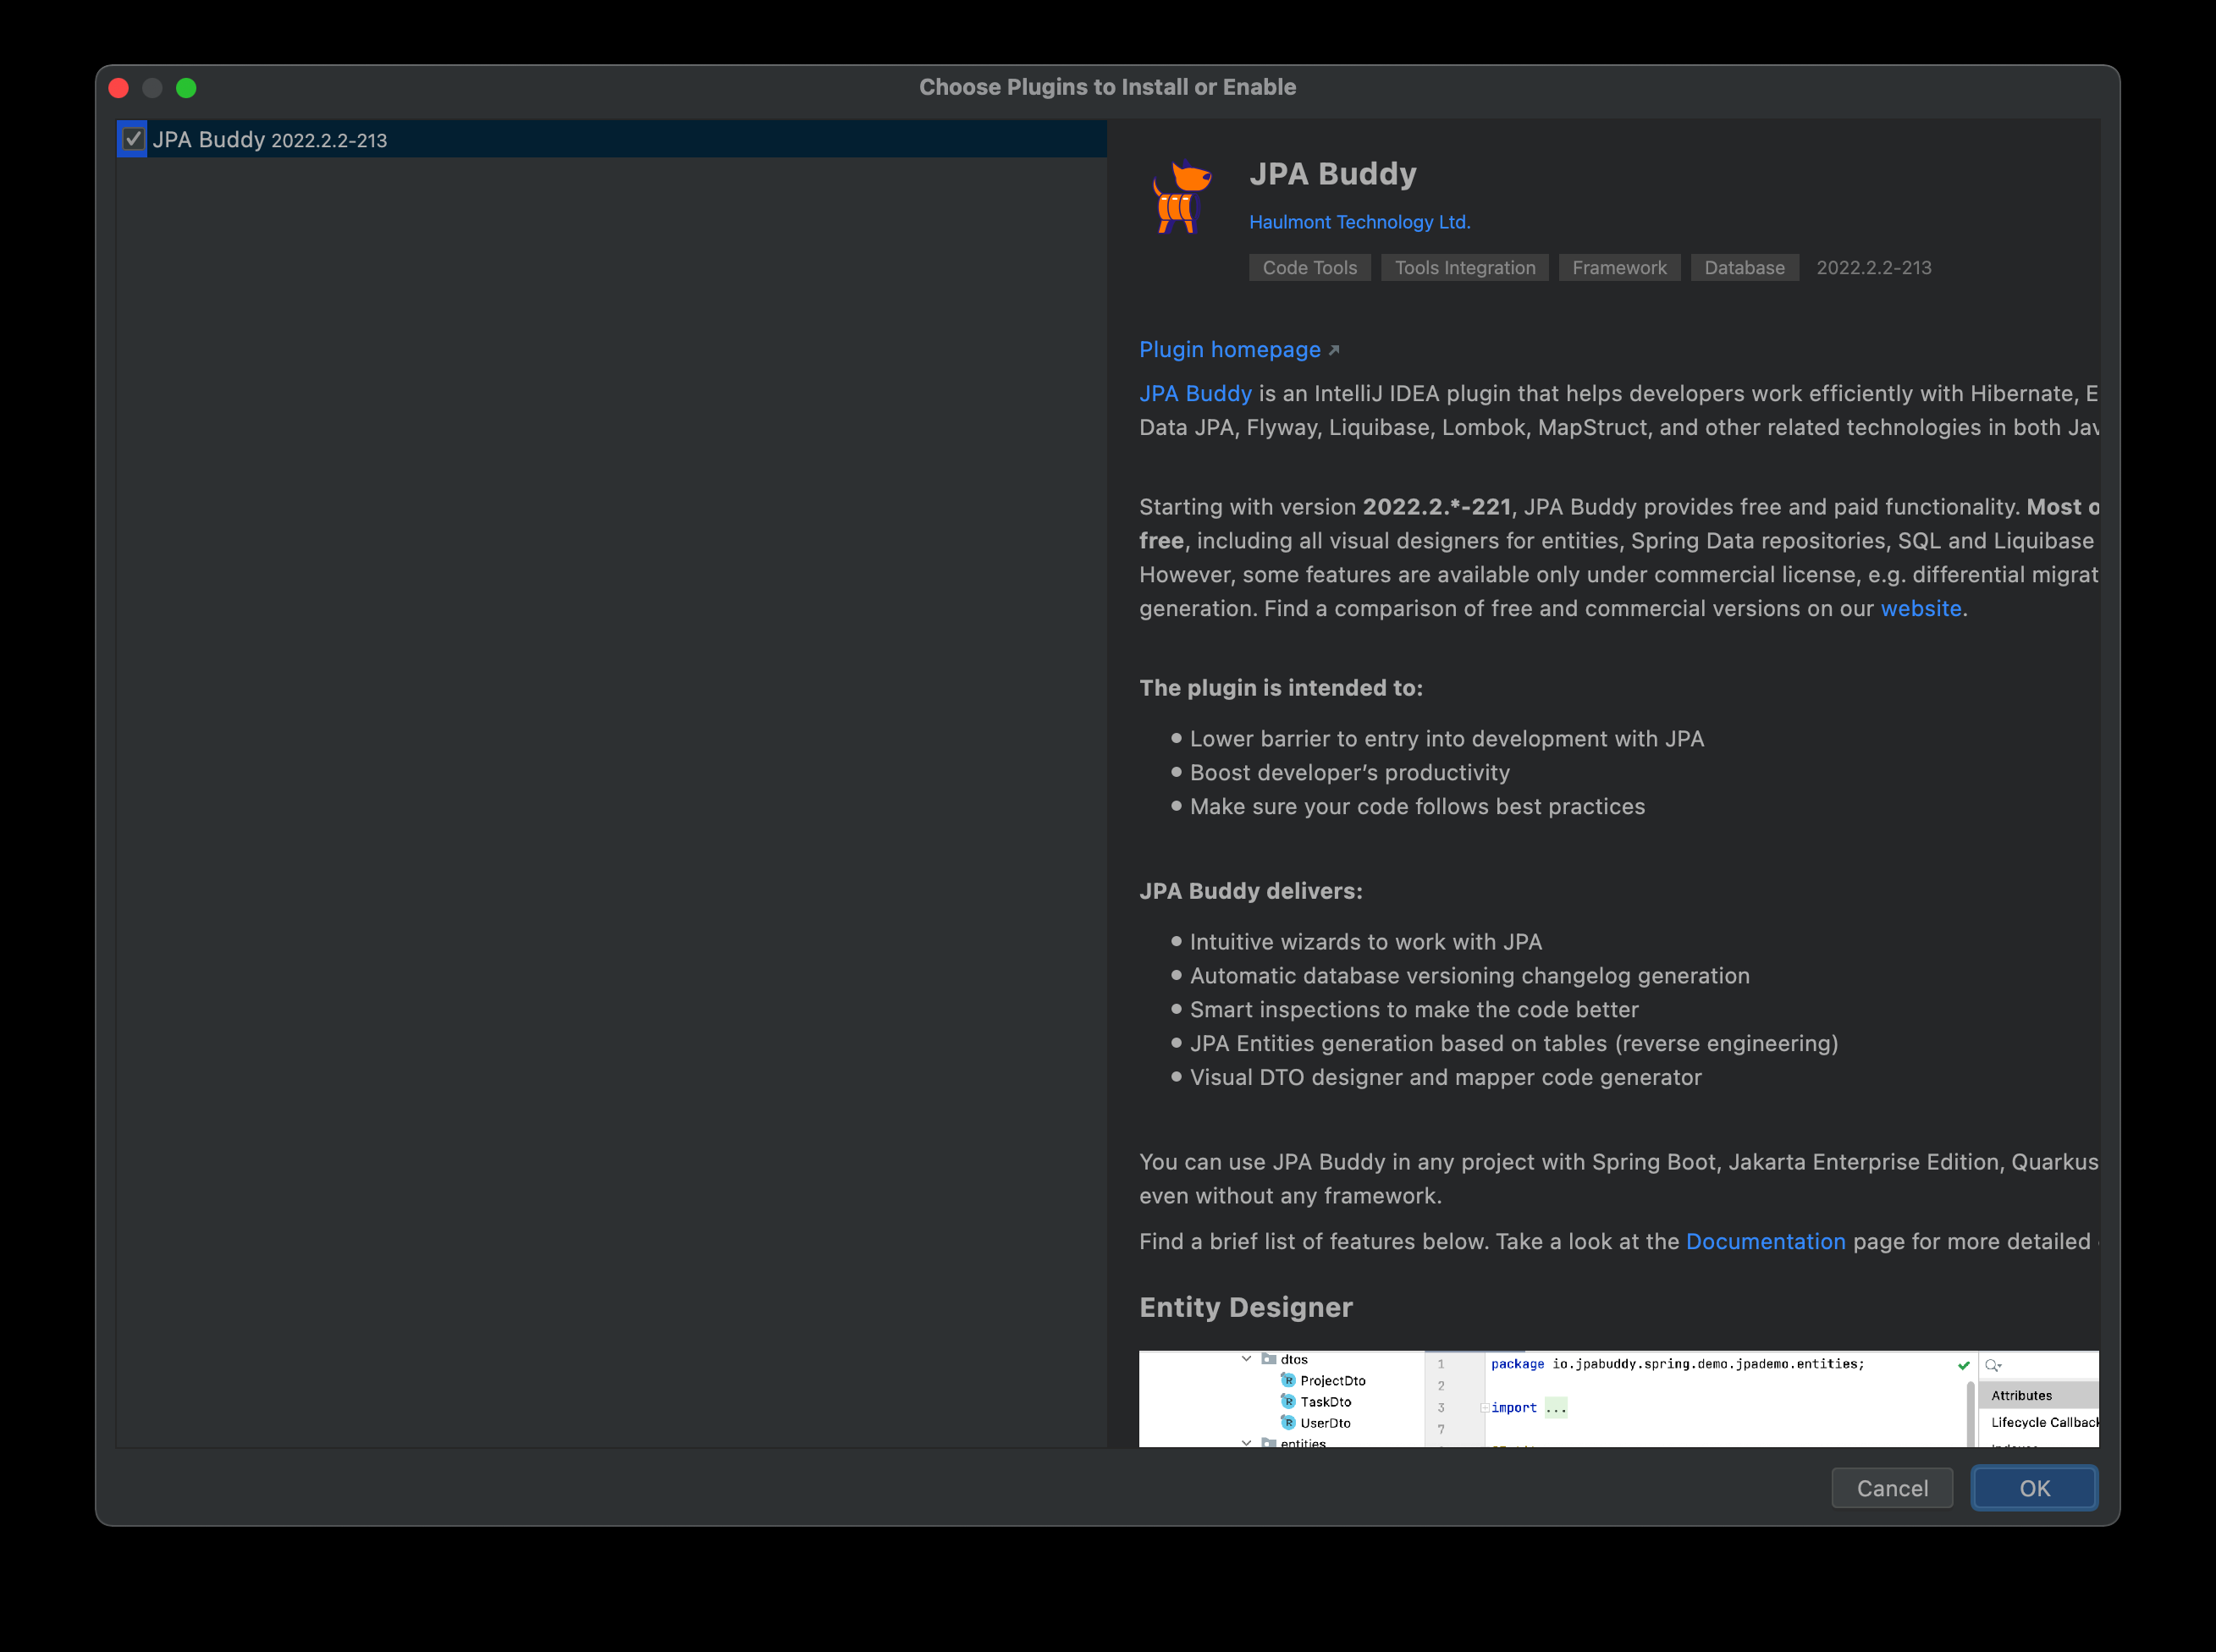 Choose Plugins to Install or Enable
JPA Buddy 2022.2.2-213
JPA Buddy
Haulmont Technology Ltd.
Code Tools Tools Integration Framework Database 2022.2.2-213
Plugin homepage
JPA Buddy is an IntelliJ IDEA plugin that helps developers work efficiently with Hibernate, E
Data JPA, Flyway, Liquibase, Lombok, MapStruct, and other related technologies in both Jav
Starting with version 2022.2.*-221, JPA Buddy provides free and paid functionality. Most o
free, including all visual designers for entities, Spring Data repositories, SQL and Liquibase
However, some features are available only under commercial license, e.g. differential migrat
generation. Find a comparison of free and commercial versions on our website.
The plugin is intended to:
Lower barrier to entry into development with JPA
Boost developer’s productivity
Make sure your code follows best practices
JPA Buddy delivers:
Intuitive wizards to work with JPA
Automatic database versioning changelog generation
Smart inspections to make the code better
JPA Entities generation based on tables (reverse engineering)
Visual DTO designer and mapper code generator
You can use JPA Buddy in any project with Spring Boot, Jakarta Enterprise Edition, Quarkus
even without any framework.
Find a brief list of features below. Take a look at the Documentation page for more detailed
Entity Designer
dtos
ProjectDto
TaskDto
UserDto
entities
1 package io.jpabuddy.spring.demo.jpademo.entities;
2
3 import ...
7
Attributes
Lifecycle Callback
Cancel OK